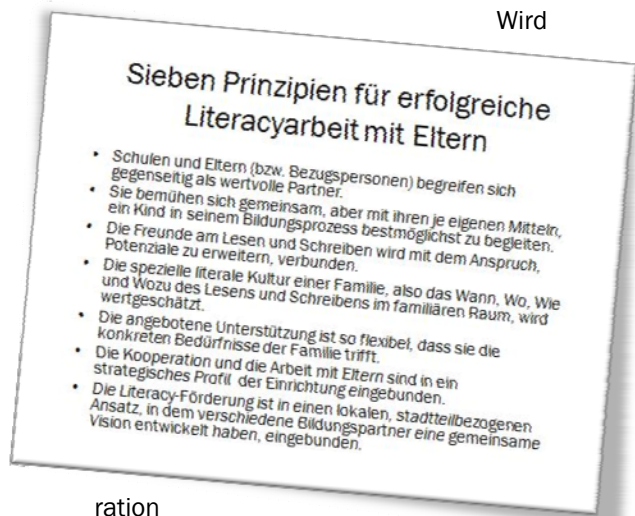 Wird
Sieben Prinzipien für erfolgreiche
Literacyarbeit mit Eltern
• Schulen und Eltern (bzw. Bezugspersonen) begreifen sich
gegenseitig als wertvolle Partner.
• Sie bemühen sich gemeinsam, aber mit ihren je eigenen Mitteln,
ein Kind in seinem Bildungsprozess bestmöglichst zu begleiten.
• Die Freunde am Lesen und Schreiben wird mit dem Anspruch,
Potenziale zu erweitern, verbunden.
• Die spezielle literale Kultur einer Familie, also das Wann, Wo, Wie
und Wozu des Lesens und Schreibens im familiären Raum, wird
wertgeschätzt.
• Die angebotene Unterstützung ist so flexibel, dass sie die
konkreten Bedürfnisse der Familie trifft.
• Die Kooperation und die Arbeit mit Eltern sind in ein
strategisches Profil der Einrichtung eingebunden.
• Die Literacy-Förderung ist in einen lokalen, stadtteilbezogenen
Ansatz, in dem verschiedene Bildungspartner eine gemeinsame
Vision entwickelt haben, eingebunden.
ration